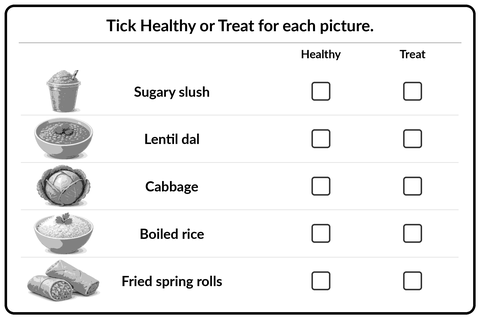 Tick Healthy or Treat for each picture.
Healthy Treat
Sugary slush
Lentil dal
Cabbage
Boiled rice
Fried spring rolls